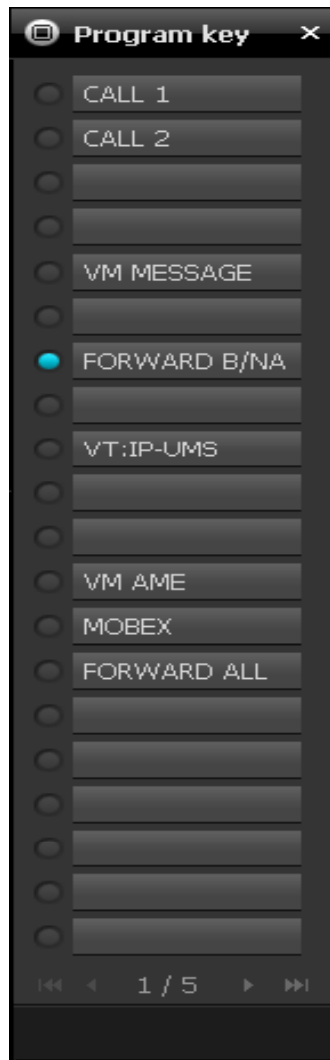 Program key
CALL 1
CALL 2
VM MESSAGE
FORWARD B/NA
VT:IP-UMS
VM AME
MOBEX
FORWARD ALL
1 / 5